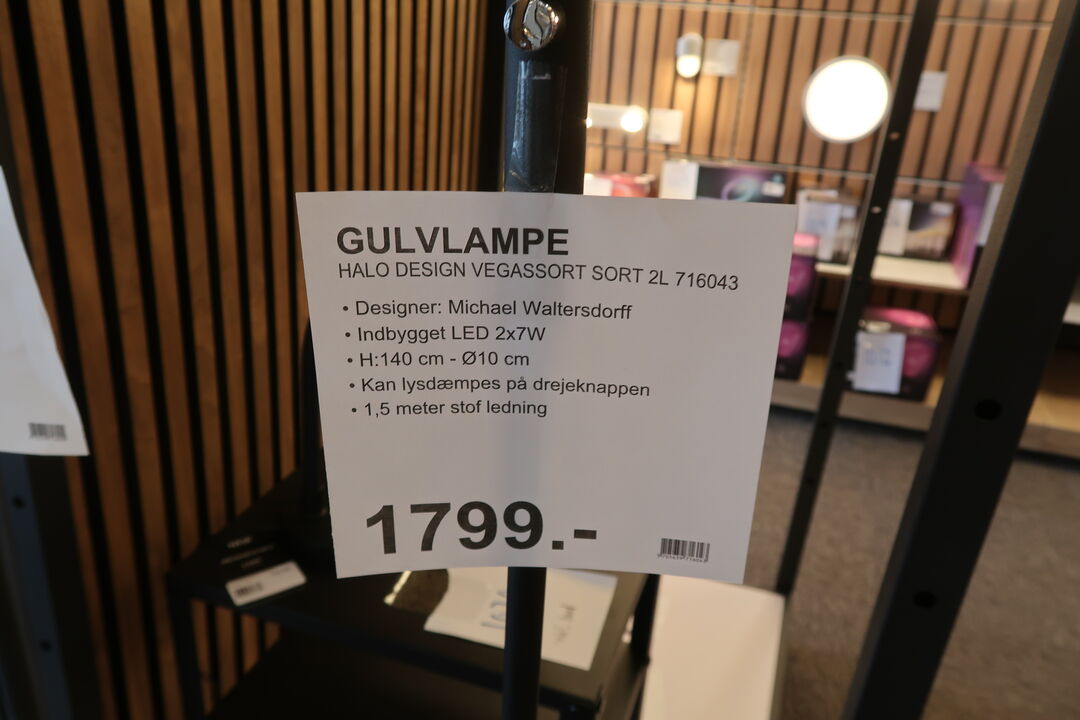 GULVLAMPE
HALO DESIGN VEGASSORT SORT 2L 716043
• Designer: Michael Waltersdorff
• Indbygget LED 2x7W
• H:140 cm - Ø10 cm
• Kan lysdæmpes på drejeknappen
• 1,5 meter stof ledning
1799.-